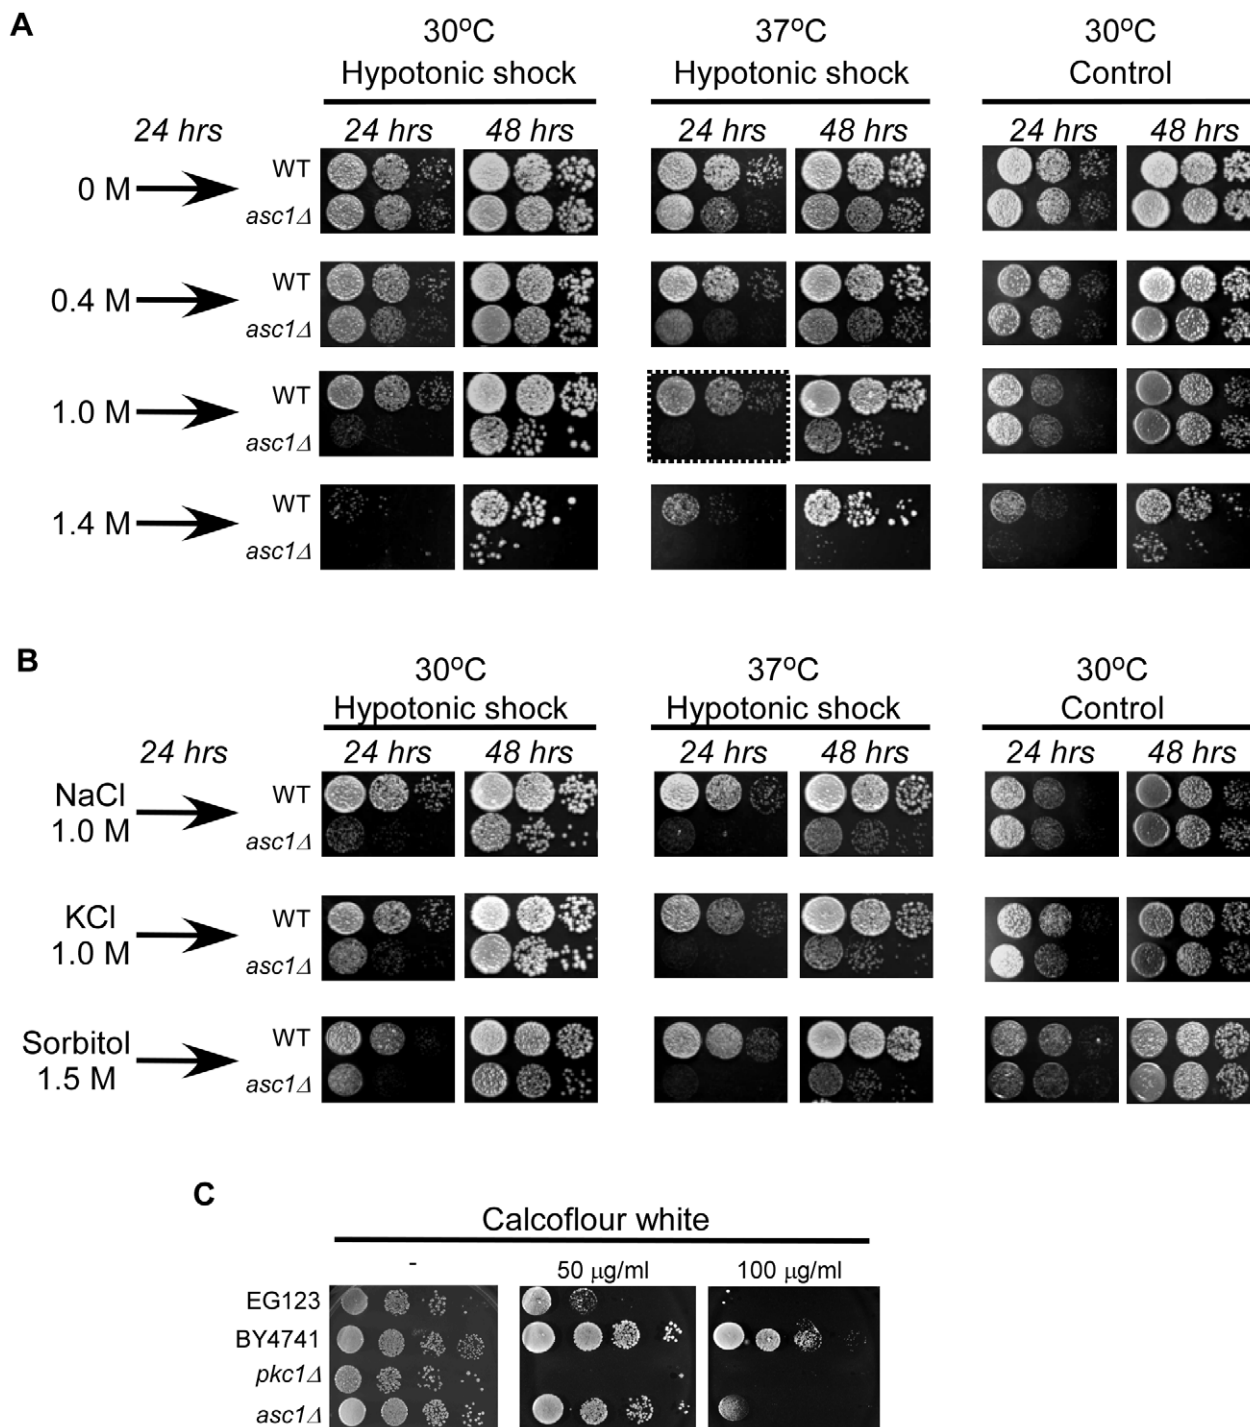 A
30ºC 37ºC 30ºC
Hypotonic shock Hypotonic shock Control
24 hrs 24 hrs 48 hrs 24 hrs 48 hrs 24 hrs 48 hrs
0 M WT
asc1Δ
0.4 M WT
asc1Δ
1.0 M WT
asc1Δ
1.4 M WT
asc1Δ
B
30ºC 37ºC 30ºC
Hypotonic shock Hypotonic shock Control
24 hrs 24 hrs 48 hrs 24 hrs 48 hrs 24 hrs 48 hrs
NaCl WT
1.0 M asc1Δ
KCl WT
1.0 M asc1Δ
Sorbitol WT
1.5 M asc1Δ
C
Calcoflour white
- 50 µg/ml 100 µg/ml
EG123
BY4741
pkc1Δ
asc1Δ